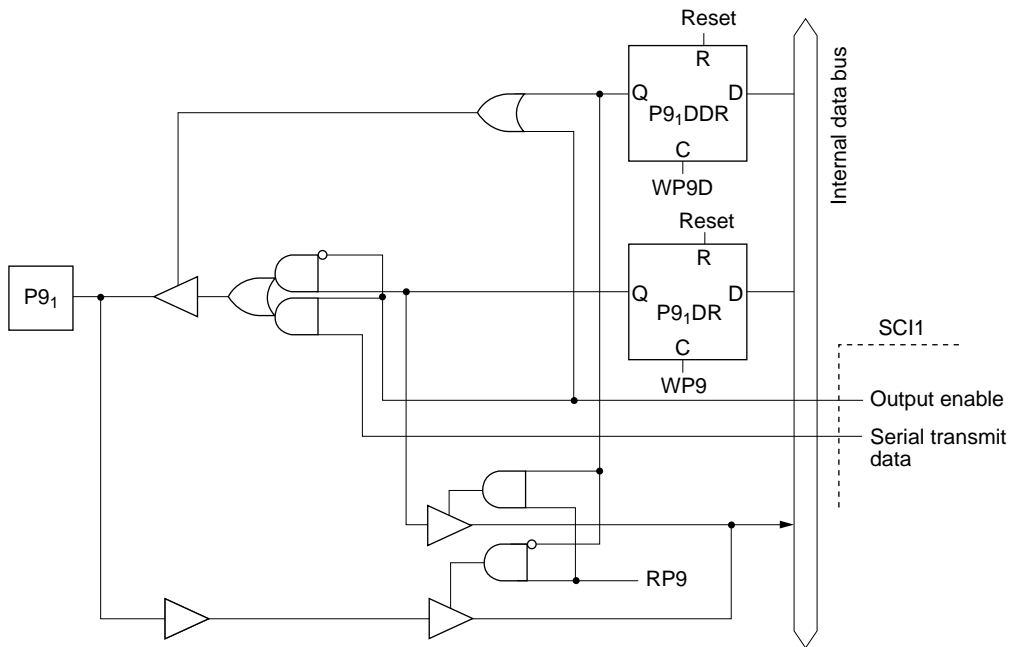 Reset
R
Q
D
P9₁DDR
C
WP9D
Internal data bus
Reset
R
P9₁
Q
D
P9₁DR
C
WP9
SCI1
Output enable
Serial transmit
data
RP9